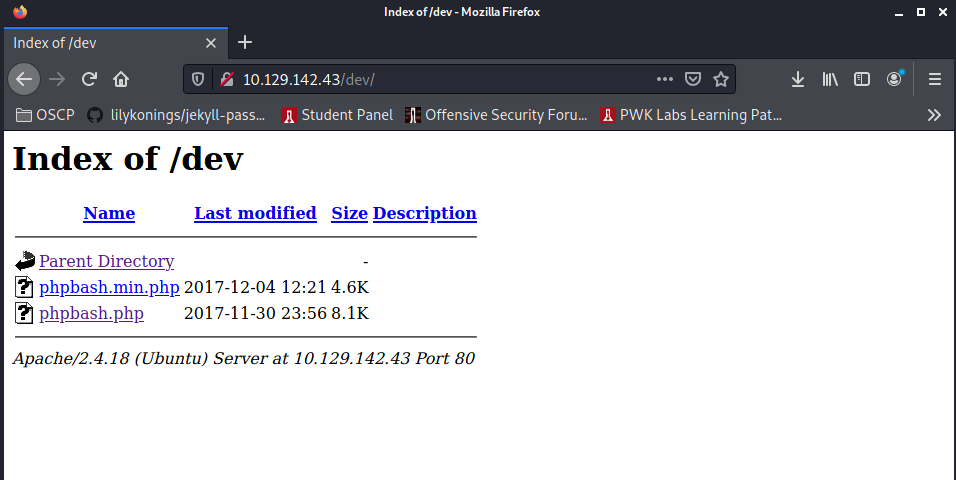 Index of /dev - Mozilla Firefox
Index of /dev
10.129.142.43/dev/
OSCP lilykonings/jekyll-pass... Student Panel Offensive Security Foru... PWK Labs Learning Pat...
Index of /dev
Name Last modified Size Description
Parent Directory -
phpbash.min.php 2017-12-04 12:21 4.6K
phpbash.php 2017-11-30 23:56 8.1K
Apache/2.4.18 (Ubuntu) Server at 10.129.142.43 Port 80